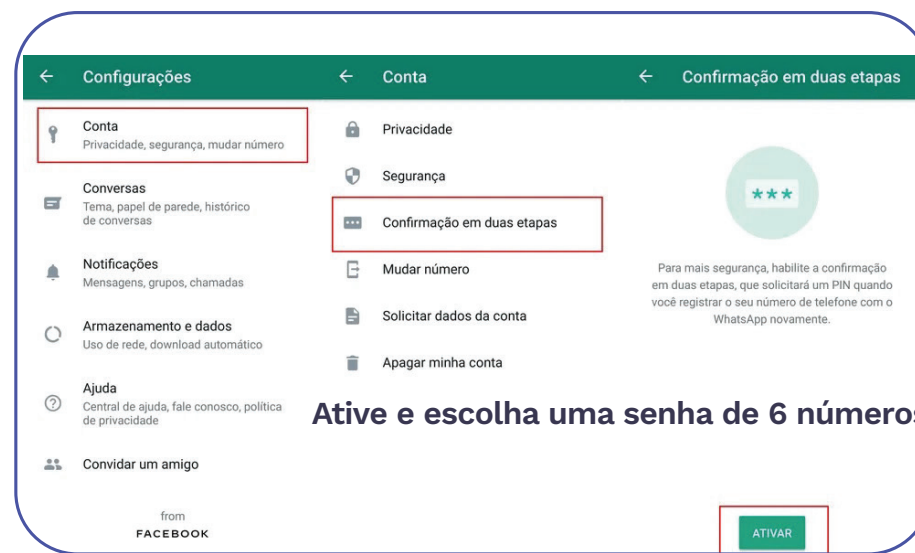 Configurações
Conta
Privacidade, segurança, mudar número
Conversas
Tema, papel de parede, histórico
de conversas
Notificações
Mensagens, grupos, chamadas
Armazenamento e dados
Uso de rede, download automático
Ajuda
Central de ajuda, fale conosco, política
de privacidade
Convidar um amigo
from
FACEBOOK
Conta
Privacidade
Segurança
Confirmação em duas etapas
Mudar número
Solicitar dados da conta
Apagar minha conta
Confirmação em duas etapas
***
Para mais segurança, habilite a confirmação
em duas etapas, que solicitará um PIN quando
você registrar o seu número de telefone com o
WhatsApp novamente.
Ative e escolha uma senha de 6 números
ATIVAR